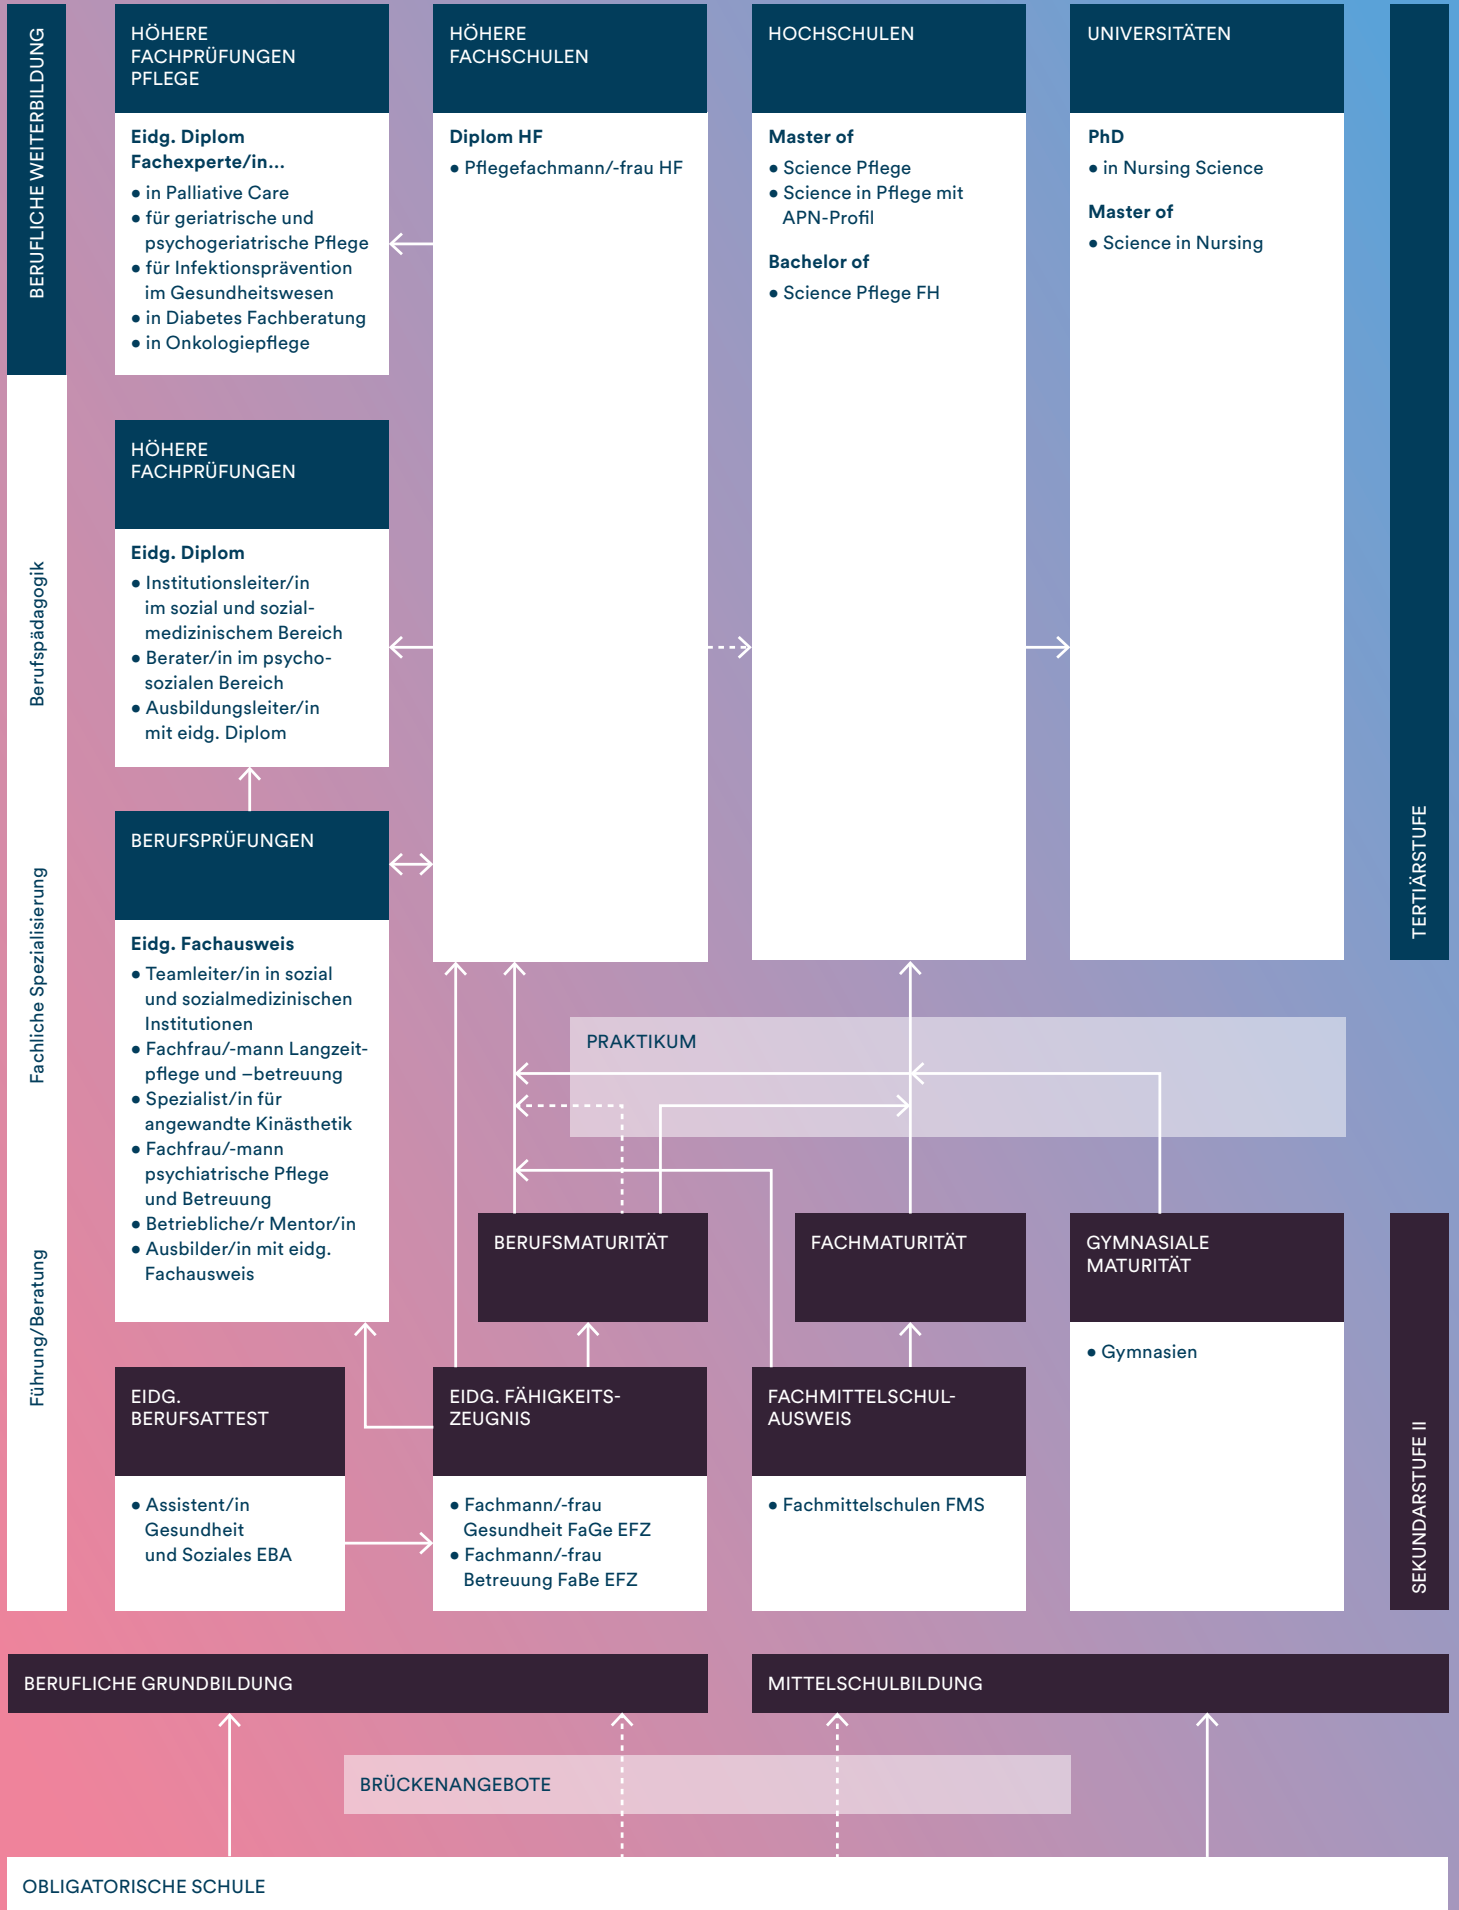 BERUFLICHE WEITERBILDUNG
Berufspädagogik
Fachliche Spezialisierung
Führung/Beratung
HÖHERE
FACHPRÜFUNGEN
PFLEGE
Eidg. Diplom
Fachexperte/in...
• in Palliative Care
• für geriatrische und
psychogeriatrische Pflege
• für Infektionsprävention
im Gesundheitswesen
• in Diabetes Fachberatung
• in Onkologiepflege
HÖHERE
FACHSCHULEN
Diplom HF
• Pflegefachmann/-frau HF
HOCHSCHULEN
Master of
• Science Pflege
• Science in Pflege mit
APN-Profil
Bachelor of
• Science Pflege FH
UNIVERSITÄTEN
PhD
• in Nursing Science
Master of
• Science in Nursing
TERTIÄRSTUFE
HÖHERE
FACHPRÜFUNGEN
Eidg. Diplom
• Institutionsleiter/in
im sozial und sozial-
medizinischem Bereich
• Berater/in im psycho-
sozialen Bereich
• Ausbildungsleiter/in
mit eidg. Diplom
BERUFSPRÜFUNGEN
Eidg. Fachausweis
• Teamleiter/in in sozial
und sozialmedizinischen
Institutionen
• Fachfrau/-mann Langzeit-
pflege und –betreuung
• Spezialist/in für
angewandte Kinästhetik
• Fachfrau/-mann
psychiatrische Pflege
und Betreuung
• Betriebliche/r Mentor/in
• Ausbilder/in mit eidg.
Fachausweis
PRAKTIKUM
BERUFSMATURITÄT
FACHMATURITÄT
GYMNASIALE
MATURITÄT
• Gymnasien
EIDG.
BERUFSATTEST
• Assistent/in
Gesundheit
und Soziales EBA
EIDG. FÄHIGKEITS-
ZEUGNIS
• Fachmann/-frau
Gesundheit FaGe EFZ
• Fachmann/-frau
Betreuung FaBe EFZ
FACHMITTELSCHUL-
AUSWEIS
• Fachmittelschulen FMS
SEKUNDARSTUFE II
BERUFLICHE GRUNDBILDUNG
MITTELSCHULBILDUNG
BRÜCKENANGEBOTE
OBLIGATORISCHE SCHULE